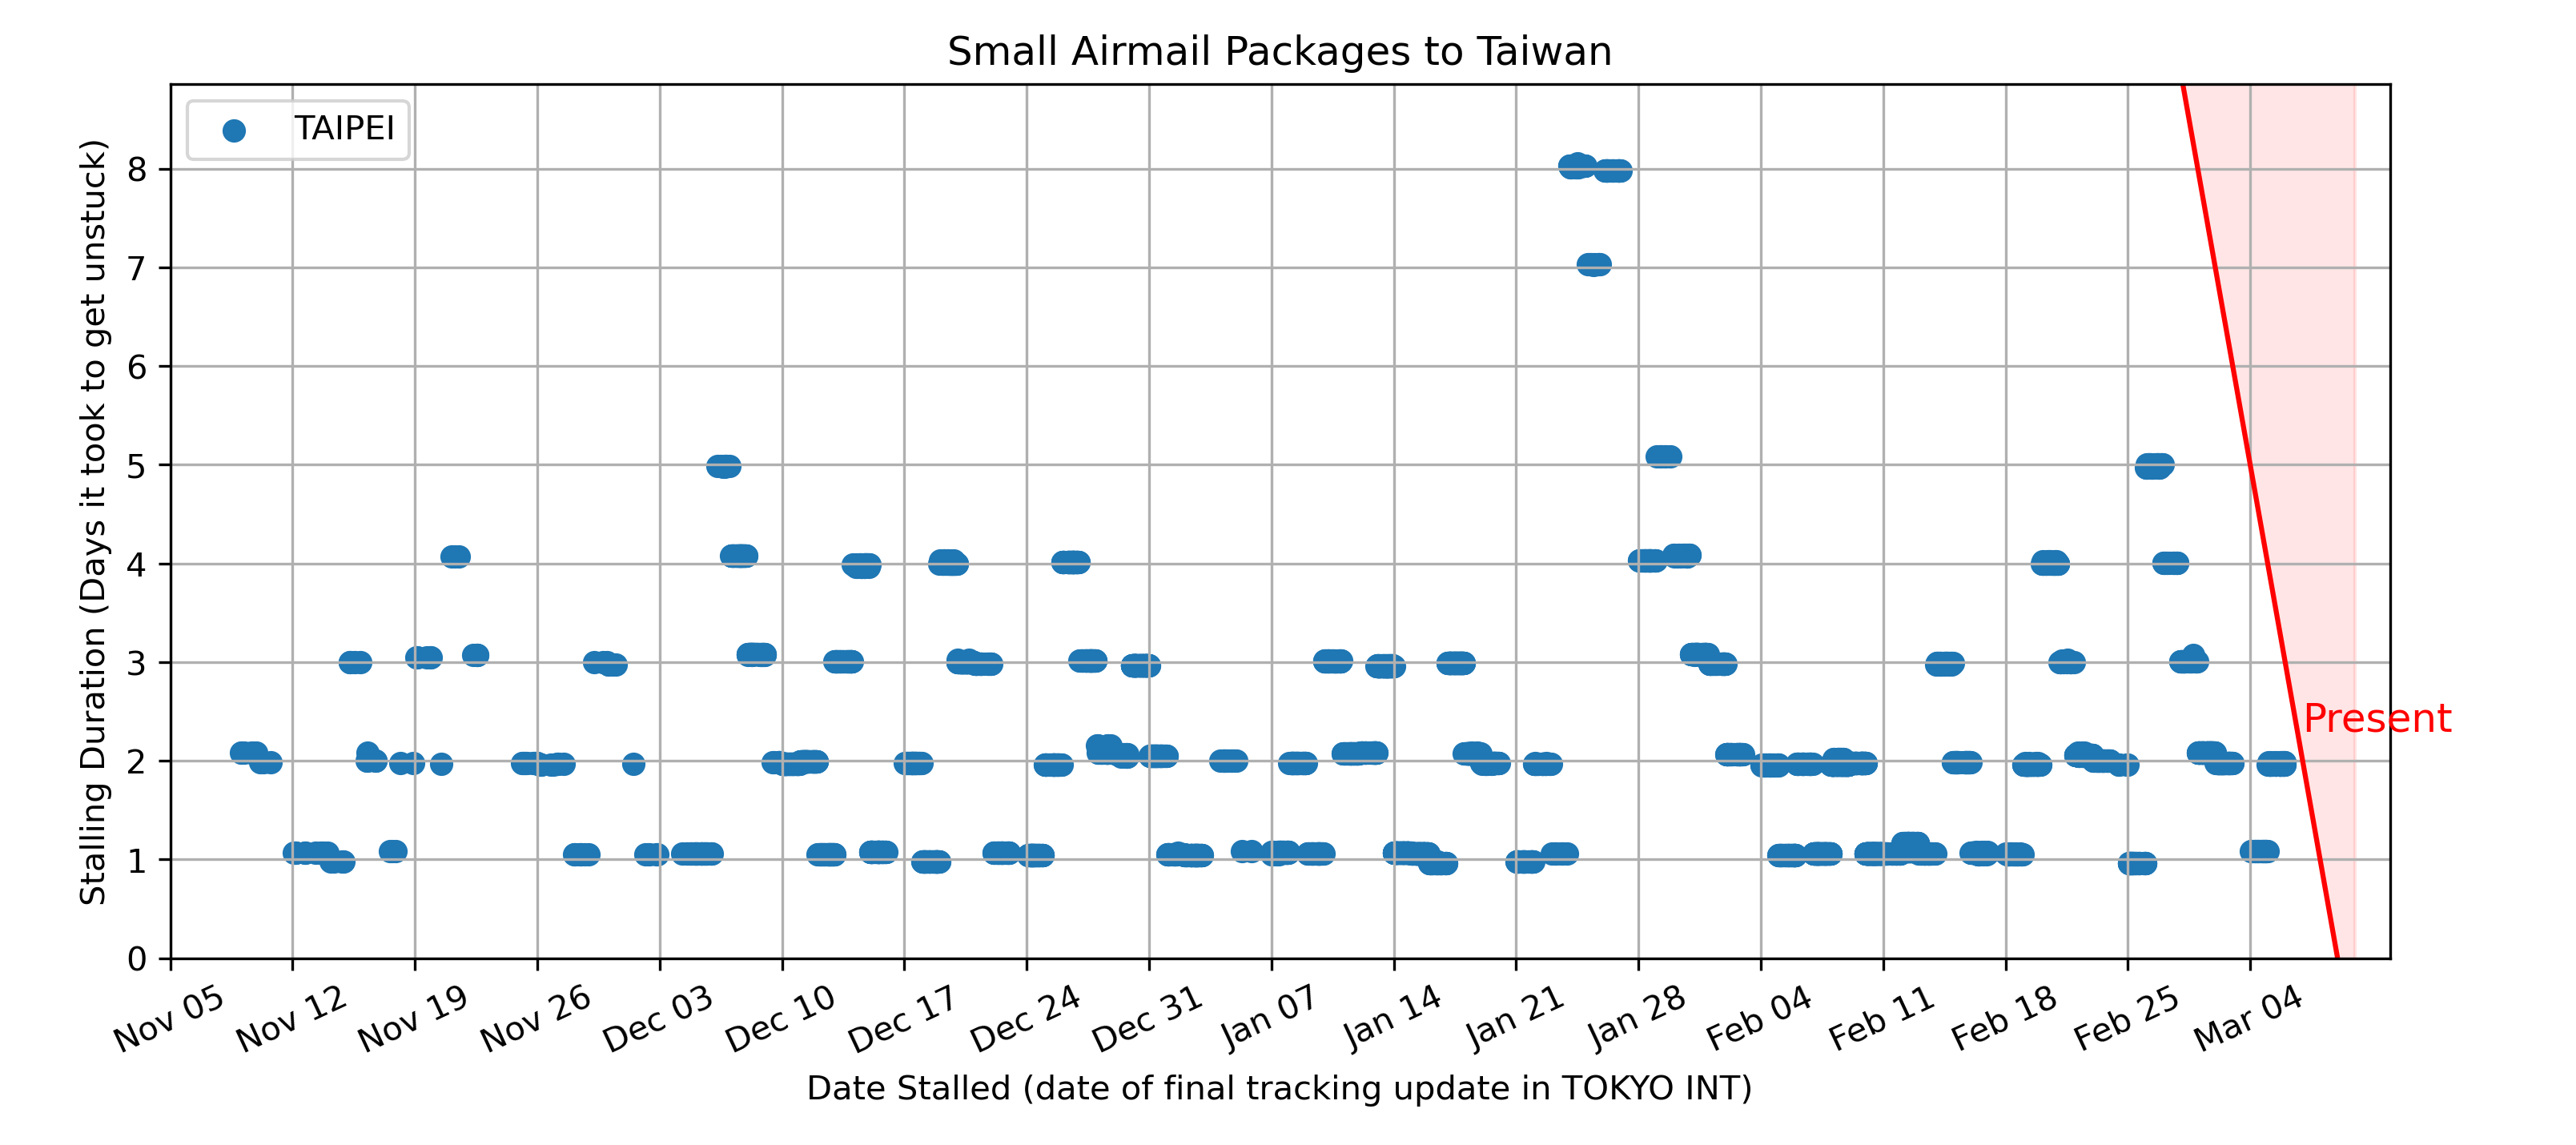 Small Airmail Packages to Taiwan
TAIPEI
Stalling Duration (Days it took to get unstuck)
8
7
6
5
4
3
2
1
0
Present
Nov 05
Nov 12
Nov 19
Nov 26
Dec 03
Dec 10
Dec 17
Dec 24
Dec 31
Jan 07
Jan 14
Jan 21
Jan 28
Feb 04
Feb 11
Feb 18
Feb 25
Mar 04
Date Stalled (date of final tracking update in TOKYO INT)